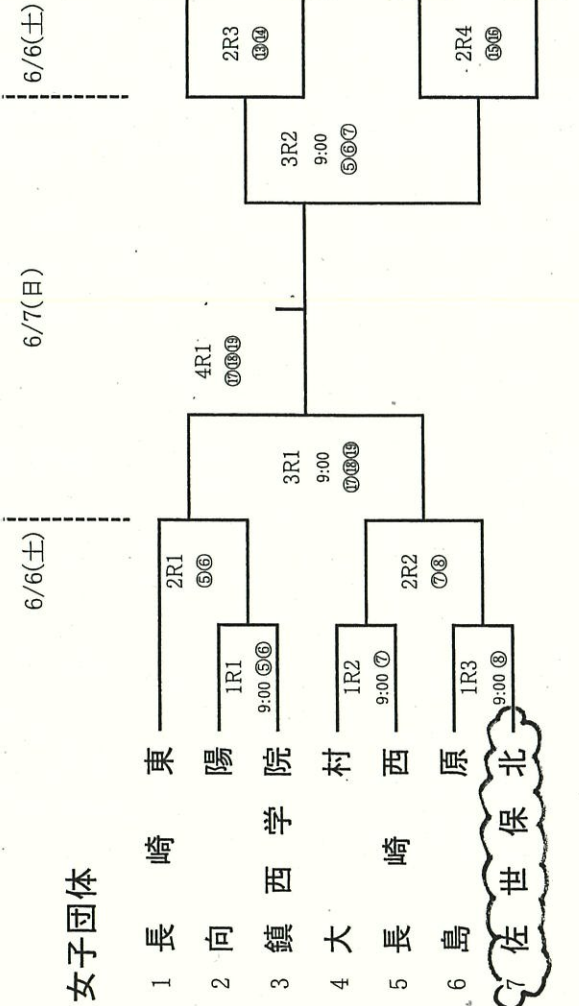 女子団体
6/6(土)
6/7(日)
6/6(土)
1 長崎東
2 向陽
3 鎮西学院
4 大村
5 長崎西
6 島原
7 佐世保北
1R1
9:00 ⑤⑥
1R2
9:00 ⑦
1R3
9:00 ⑧
2R1
⑤⑥
2R2
⑦⑧
3R1
9:00
⑰⑱⑲
4R1
⑰⑱⑲
3R2
9:00
⑤⑥⑦
2R3
⑬⑭
2R4
⑮⑯